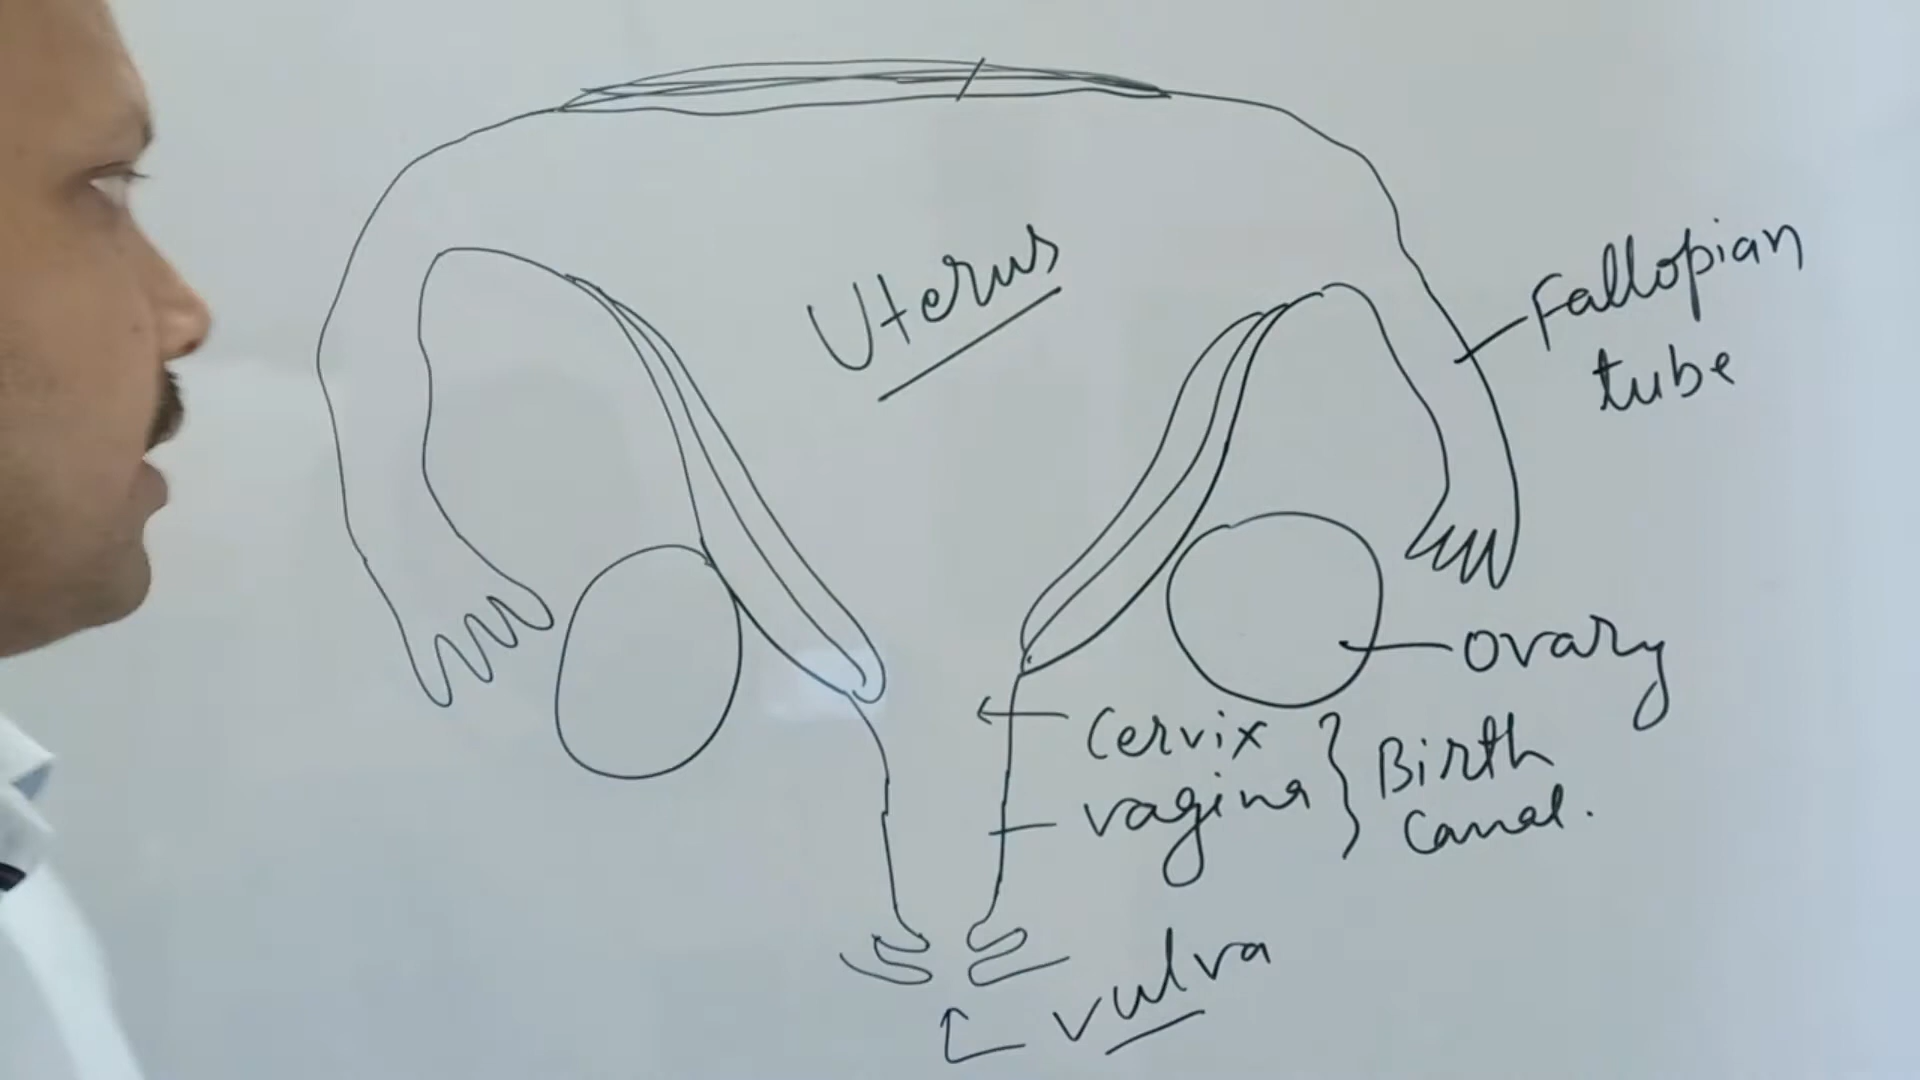 Uterus
Fallopian
tube
ovary
Cervix
vagina
Birth
Canal.
vulva